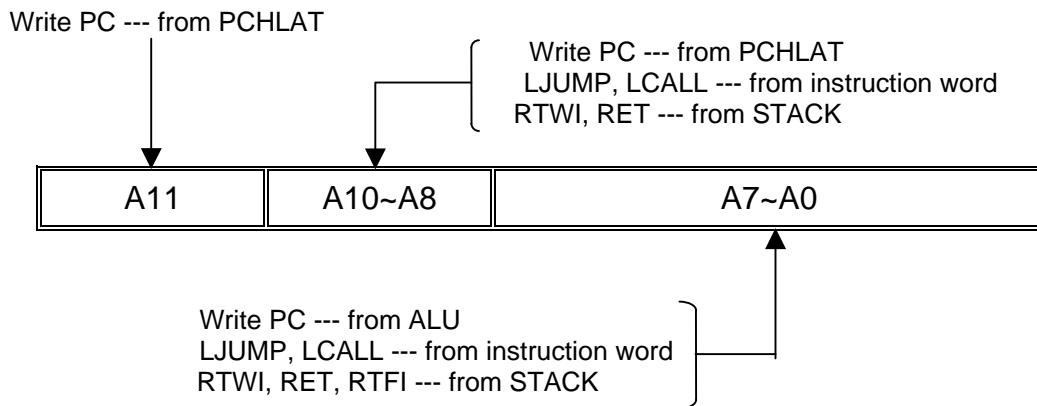 Write PC --- from PCHLAT
Write PC --- from PCHLAT
LJUMP, LCALL --- from instruction word
RTWI, RET --- from STACK
A11
A10~A8
A7~A0
Write PC --- from ALU
LJUMP, LCALL --- from instruction word
RTWI, RET, RTFI --- from STACK